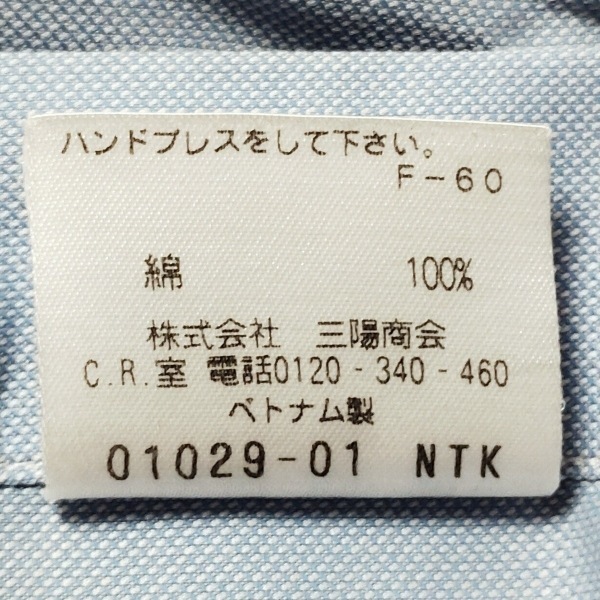 ハンドプレスをして下さい。
F-60
綿 100%
株式会社 三陽商会
C.R.室 電話0120-340-460
ベトナム製
01029-01 NTK